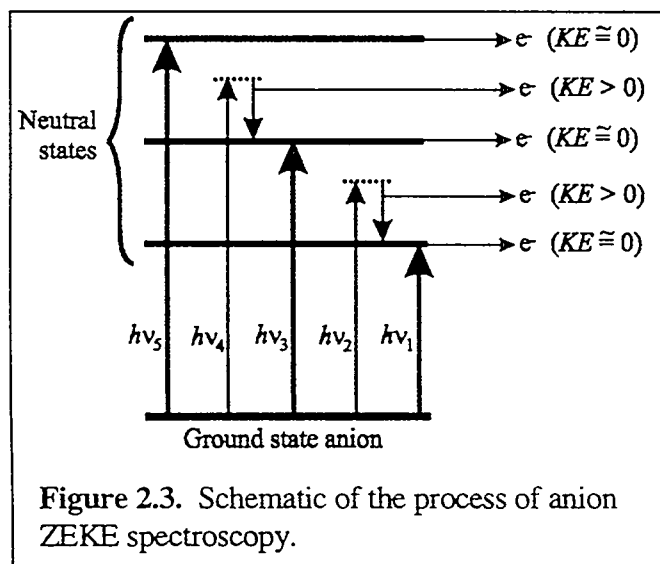 e⁻ (KE ≅ 0)
e⁻ (KE > 0)
Neutral
states
e⁻ (KE ≅ 0)
e⁻ (KE > 0)
e⁻ (KE ≅ 0)
hν₅ hν₄ hν₃ hν₂ hν₁
Ground state anion
Figure 2.3. Schematic of the process of anion
ZEKE spectroscopy.